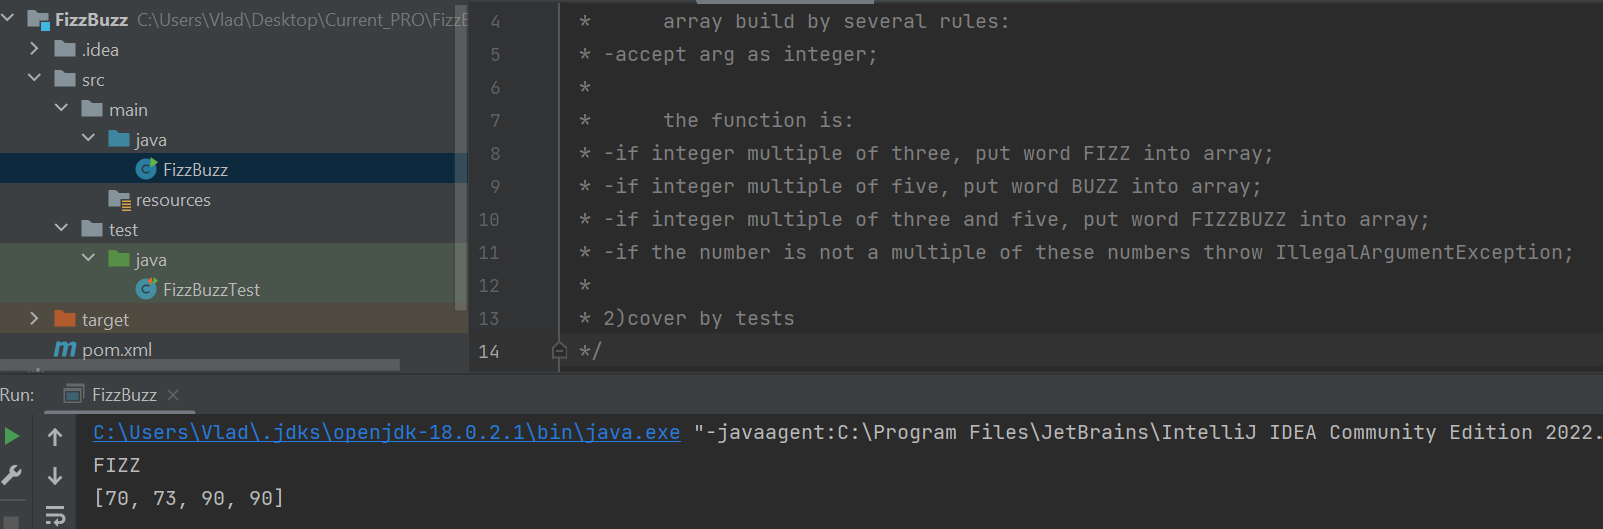 FizzBuzz C:\Users\Vlad\Desktop\Current_PRO\FizzB
.idea
src
main
java
FizzBuzz
resources
test
java
FizzBuzzTest
target
pom.xml
4 * array build by several rules:
5 * -accept arg as integer;
6 *
7 * the function is:
8 * -if integer multiple of three, put word FIZZ into array;
9 * -if integer multiple of five, put word BUZZ into array;
10 * -if integer multiple of three and five, put word FIZZBUZZ into array;
11 * -if the number is not a multiple of these numbers throw IllegalArgumentException;
12 *
13 * 2)cover by tests
14 */
Run: FizzBuzz
C:\Users\Vlad\.jdks\openjdk-18.0.2.1\bin\java.exe "-javaagent:C:\Program Files\JetBrains\IntelliJ IDEA Community Edition 2022.
FIZZ
[70, 73, 90, 90]